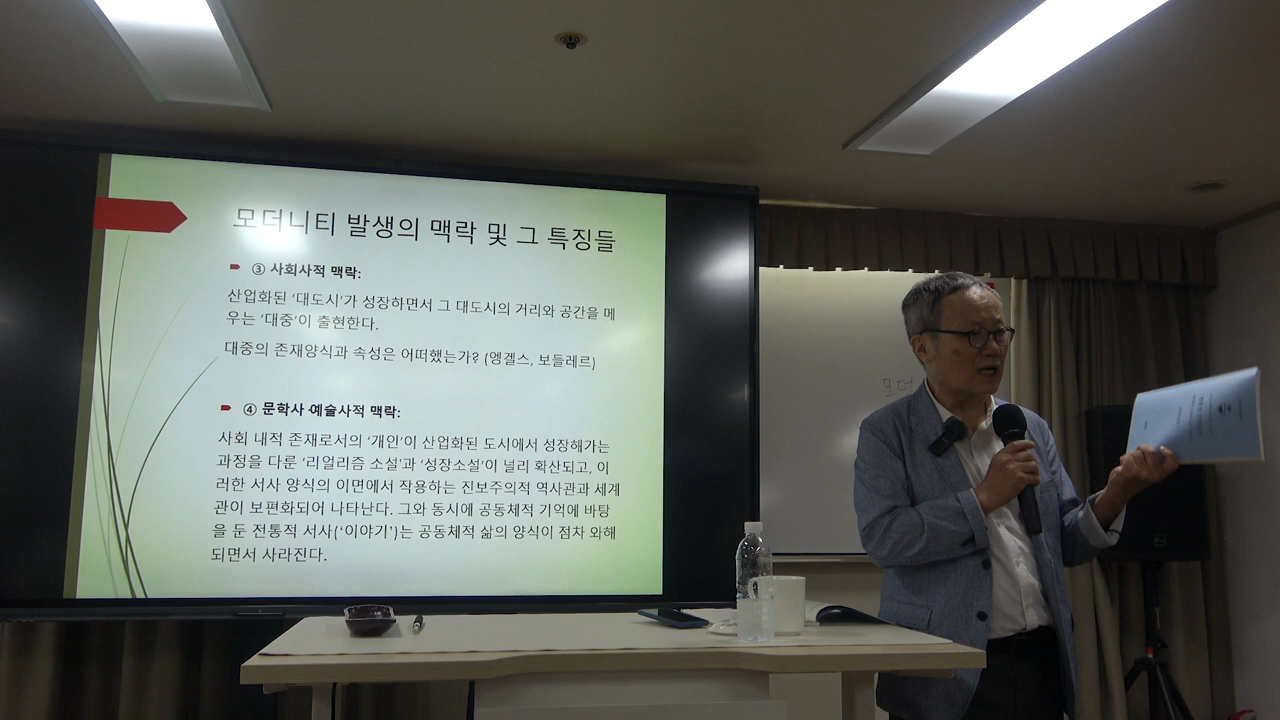 모더니티 발생의 맥락 및 그 특징들
③ 사회사적 맥락:
산업화된 '대도시'가 성장하면서 그 대도시의 거리와 공간을 메
우는 '대중'이 출현한다.
대중의 존재양식과 속성은 어떠했는가? (엥겔스, 보들레르)
④ 문학사·예술사적 맥락:
사회 내적 존재로서의 '개인'이 산업화된 도시에서 성장해가는
과정을 다룬 '리얼리즘 소설'과 '성장소설'이 널리 확산되고, 이
러한 서사 양식의 이면에서 작용하는 진보주의적 역사관과 세계
관이 보편화되어 나타난다. 그와 동시에 공동체적 기억에 바탕
을 둔 전통적 서사('이야기')는 공동체적 삶의 양식이 점차 와해
되면서 사라진다.
모더